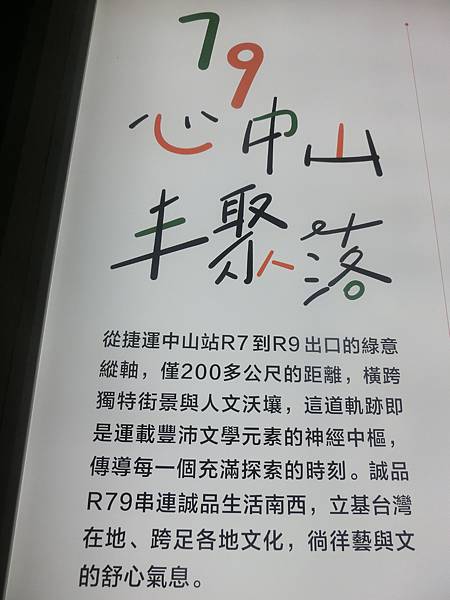 79
心中山
丰聚落
從捷運中山站R7到R9出口的綠意
縱軸，僅200多公尺的距離，橫跨
獨特街景與人文沃壤，這道軌跡即
是運載豐沛文學元素的神經中樞，
傳導每一個充滿探索的時刻。誠品
R79串連誠品生活南西，立基台灣
在地、跨足各地文化，徜徉藝與文
的舒心氣息。